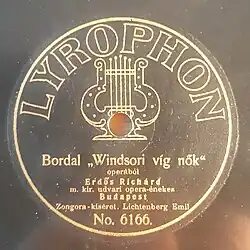 LYROPHON
Bordal „Windsori víg nők“
operából
Erdős Richárd
m. kir. udvari opera-énekes
Budapest
Zongora-kíséret. Lichtenberg Emil
No. 6166.